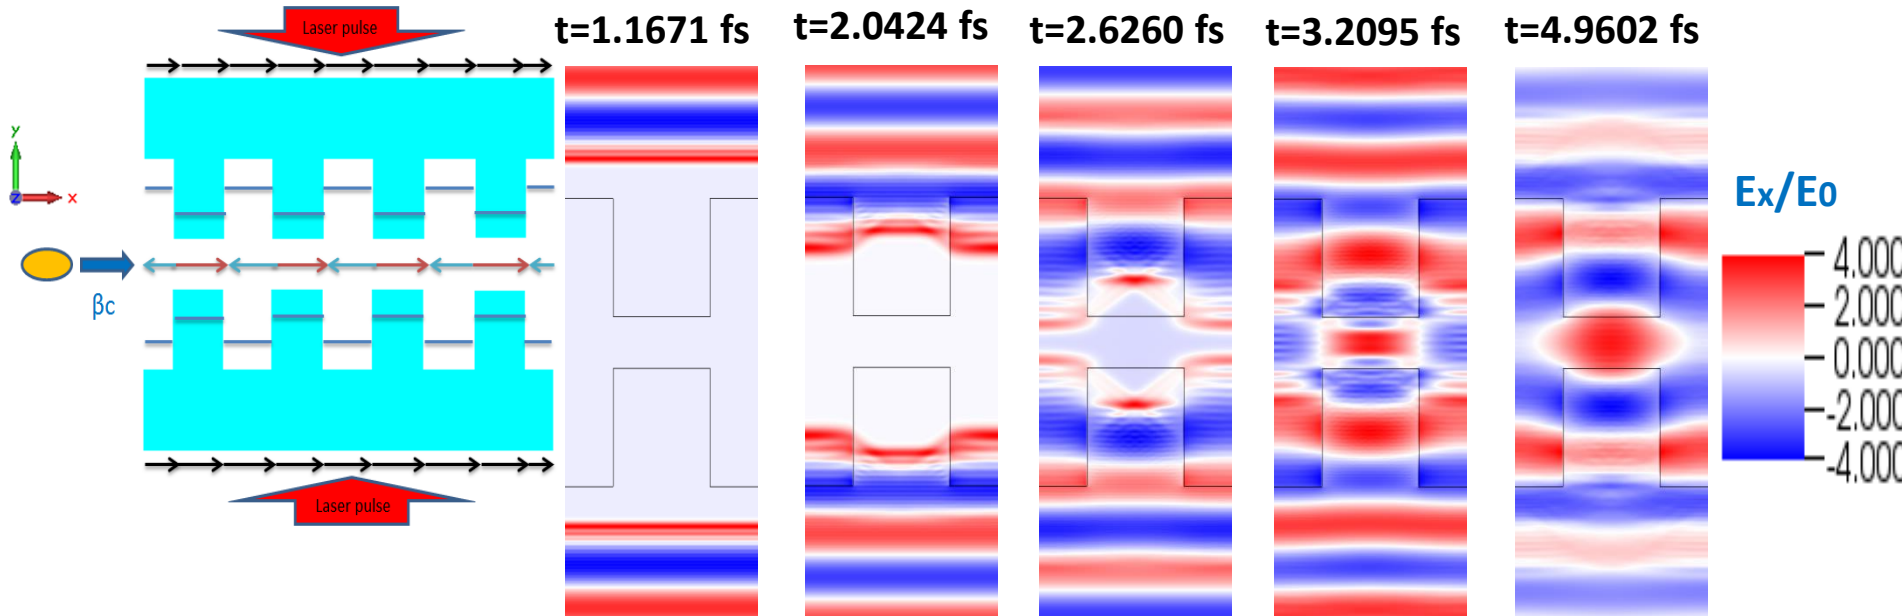 Laser pulse
t=1.1671 fs
t=2.0424 fs
t=2.6260 fs
t=3.2095 fs
t=4.9602 fs
Y
X
Z
βc
Laser pulse
Ex/E0
4.000
2.000
0.000
-2.000
-4.000